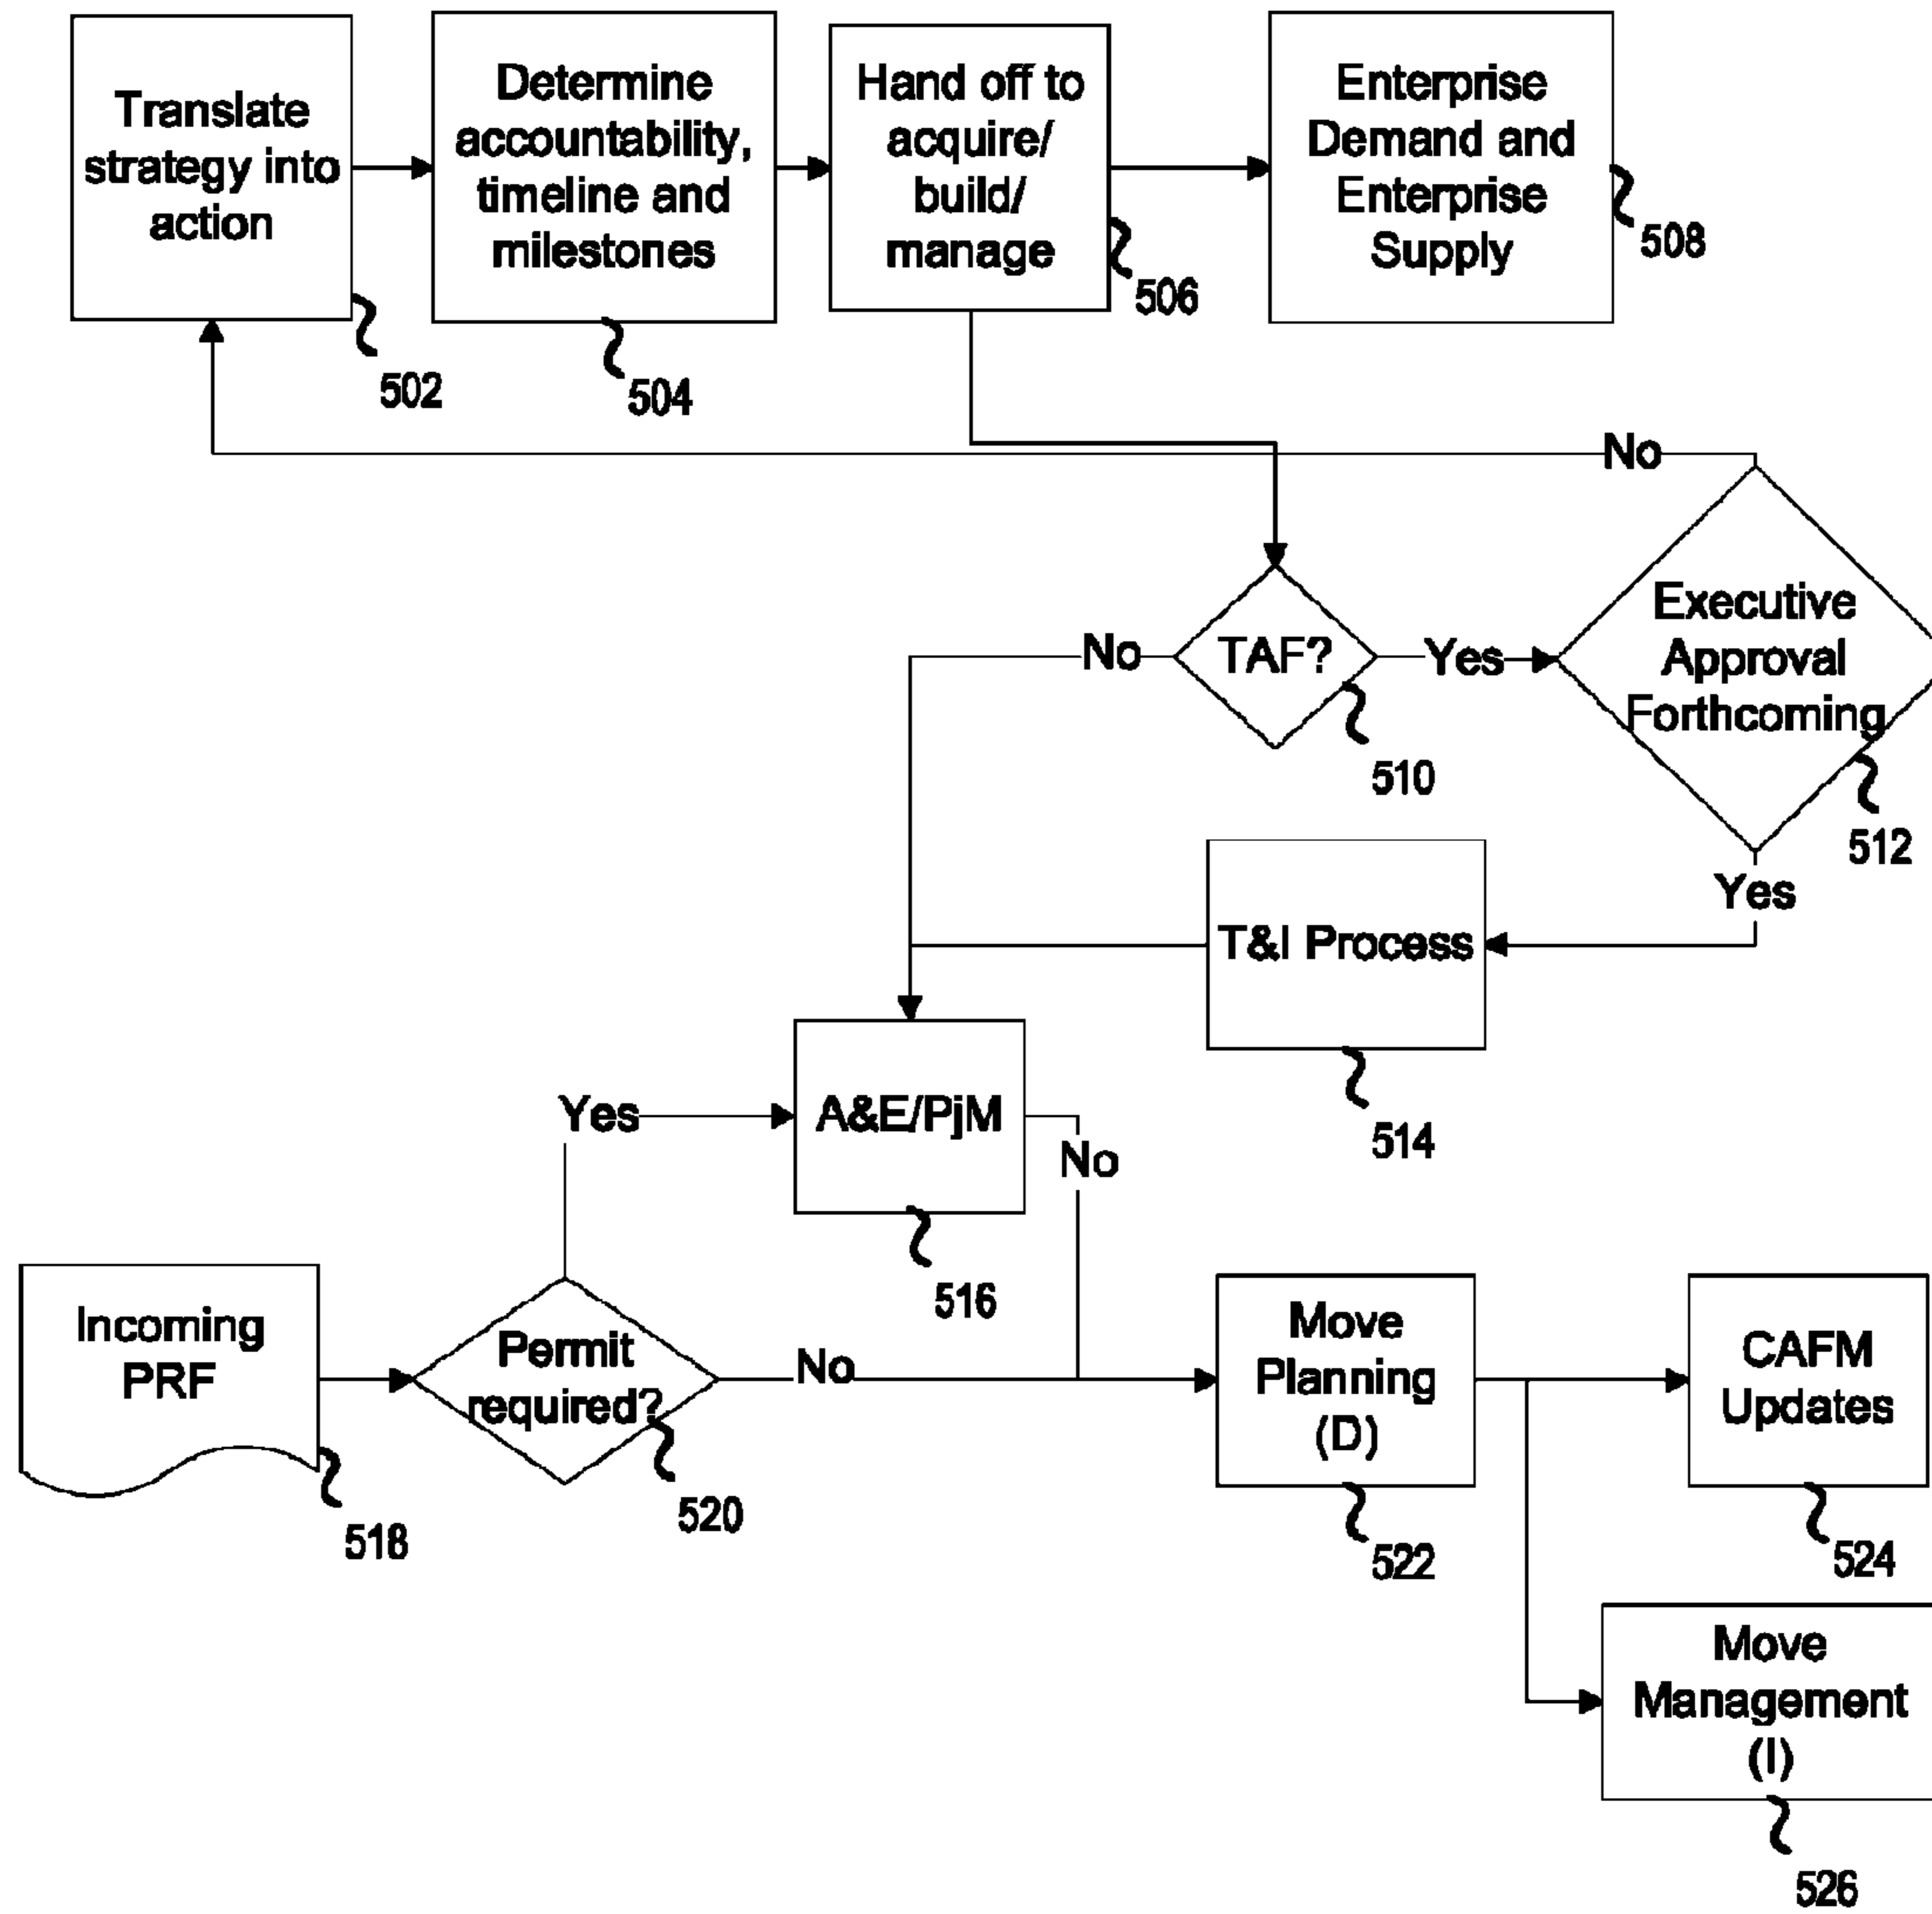 Translate
strategy into
action
502
Determine
accountability,
timeline and
milestones
504
Hand off to
acquire/
build/
manage
506
Enterprise
Demand and
Enterprise
Supply
508
No
TAF?
510
No
Yes
Executive
Approval
Forthcoming
512
Yes
T&I Process
514
Yes
A&E/PjM
516
No
Incoming
PRF
518
Permit
required?
520
No
Move
Planning
(D)
522
CAFM
Updates
524
Move
Management
(I)
526